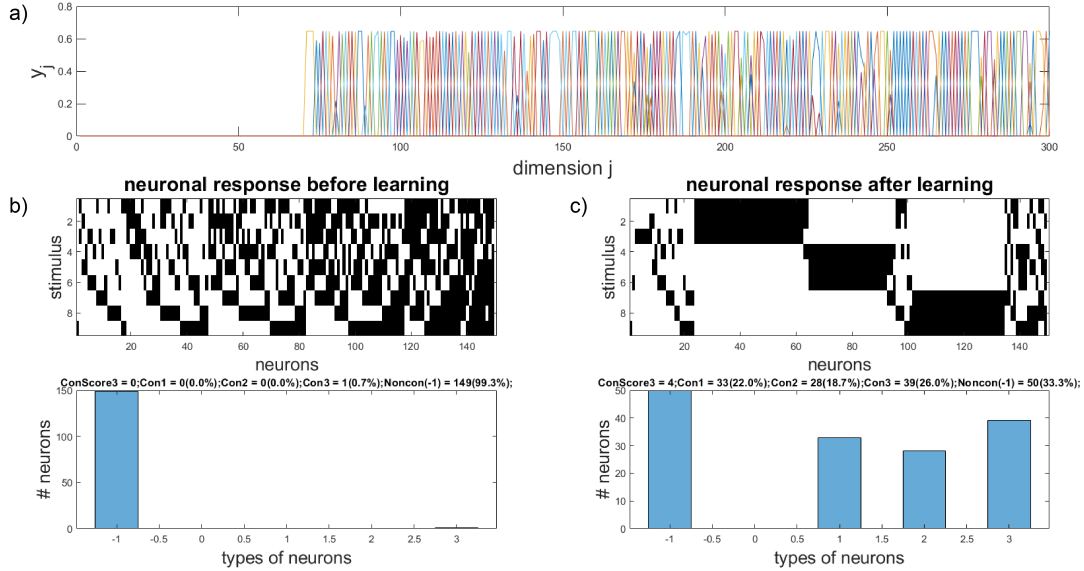 a)
0.8
0.6
0.4
0.2
0
y_j
0 50 100 150 200 250 300
dimension j
b)
neuronal response before learning
2
4
6
8
stimulus
20 40 60 80 100 120 140
neurons
ConScore3 = 0;Con1 = 0(0.0%);Con2 = 0(0.0%);Con3 = 1(0.7%);Noncon(-1) = 149(99.3%);
150
100
50
0
# neurons
-1 -0.5 0 0.5 1 1.5 2 2.5 3
types of neurons
c)
neuronal response after learning
2
4
6
8
stimulus
20 40 60 80 100 120 140
neurons
ConScore3 = 4;Con1 = 33(22.0%);Con2 = 28(18.7%);Con3 = 39(26.0%);Noncon(-1) = 50(33.3%);
50
40
30
20
10
0
# neurons
-1 -0.5 0 0.5 1 1.5 2 2.5 3
types of neurons